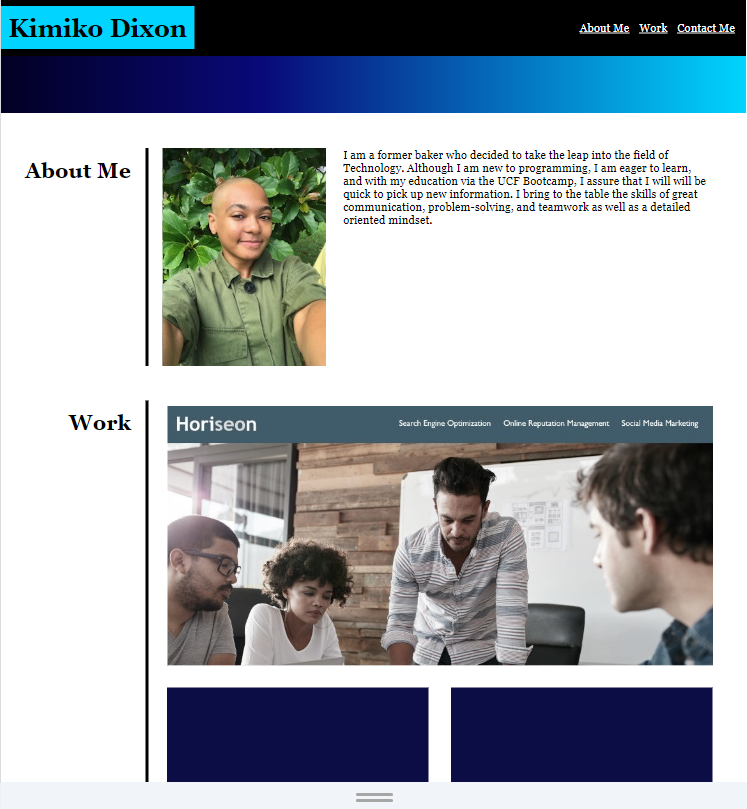 Kimiko Dixon
About Me Work Contact Me
About Me
I am a former baker who decided to take the leap into the field of
Technology. Although I am new to programming, I am eager to learn,
and with my education via the UCF Bootcamp, I assure that I will will be
quick to pick up new information. I bring to the table the skills of great
communication, problem-solving, and teamwork as well as a detailed
oriented mindset.
Work
Horiseon
Search Engine Optimization Online Reputation Management Social Media Marketing